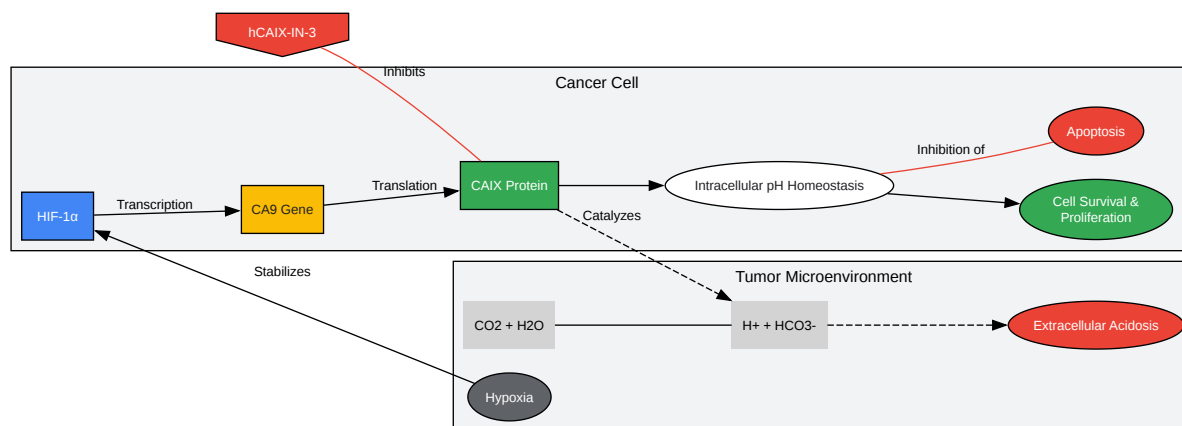 hCAIX-IN-3
Inhibits
Cancer Cell
Apoptosis
Inhibition of
Translation
CAIX Protein
Intracellular pH Homeostasis
Transcription
CA9 Gene
HIF-1α
Catalyzes
Cell Survival &
Proliferation
Stabilizes
Tumor Microenvironment
CO2 + H2O
H+ + HCO3-
Extracellular Acidosis
Hypoxia